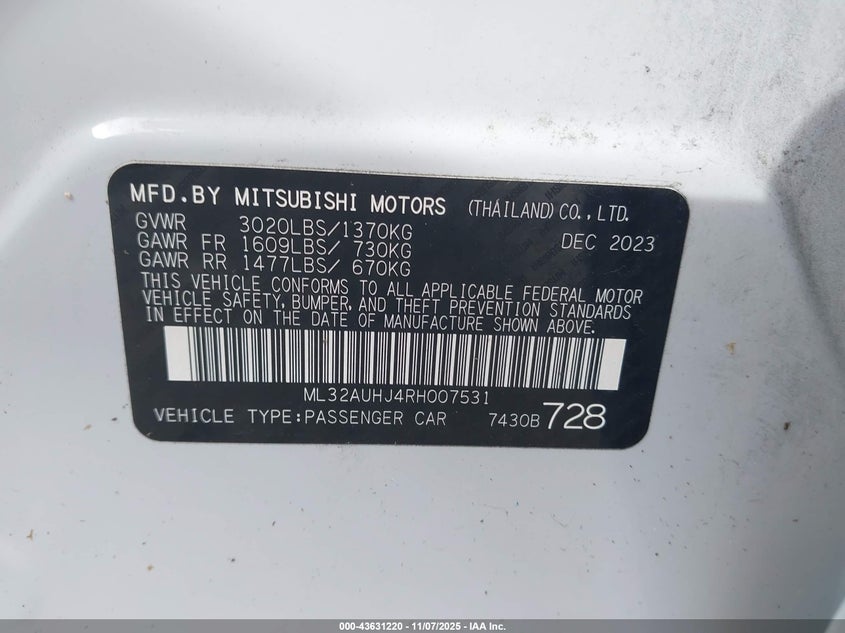 MFD.BY MITSUBISHI MOTORS (THAILAND)CO.,LTD.
GVWR 3020LBS/1370KG DEC 2023
GAWR FR 1609LBS/ 730KG
GAWR RR 1477LBS/ 670KG
THIS VEHICLE CONFORMS TO ALL APPLICABLE FEDERAL MOTOR
VEHICLE SAFETY, BUMPER, AND THEFT PREVENTION STANDARDS
IN EFFECT ON THE DATE OF MANUFACTURE SHOWN ABOVE.
ML32AUHJ4RH007531
VEHICLE TYPE:PASSENGER CAR 7430B 728
000-43631220 - 11/07/2025 - IAA Inc.